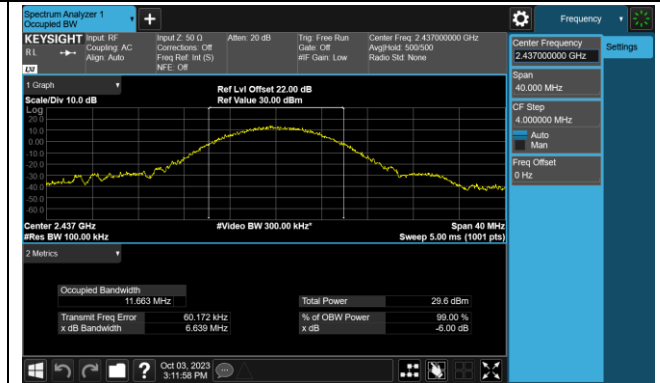 Spectrum Analyzer 1
Occupied BW
Frequency
KEYSIGHT
RL
LXI
Input: RF
Coupling: AC
Align: Auto
Input Z: 50 Ω
Corrections: Off
Freq Ref: Int (S)
NFE: Off
Atten: 20 dB
Trig: Free Run
Gate: Off
#IF Gain: Low
Center Freq: 2.437000000 GHz
Avg|Hold: 500/500
Radio Std: None
Center Frequency
2.437000000 GHz
Settings
Span
40.000 MHz
CF Step
4.000000 MHz
Auto
Man
Freq Offset
0 Hz
1 Graph
Scale/Div 10.0 dB
Ref Lvl Offset 22.00 dB
Ref Value 30.00 dBm
Log
20.0
10.0
0.00
-10.0
-20.0
-30.0
-40.0
-50.0
-60.0
Center 2.437 GHz
#Res BW 100.00 kHz
#Video BW 300.00 kHz*
Span 40 MHz
Sweep 5.00 ms (1001 pts)
2 Metrics
Occupied Bandwidth
11.663 MHz
Total Power 29.6 dBm
Transmit Freq Error 60.172 kHz
% of OBW Power 99.00 %
x dB Bandwidth 6.639 MHz
x dB -6.00 dB
?
Oct 03, 2023
3:11:58 PM